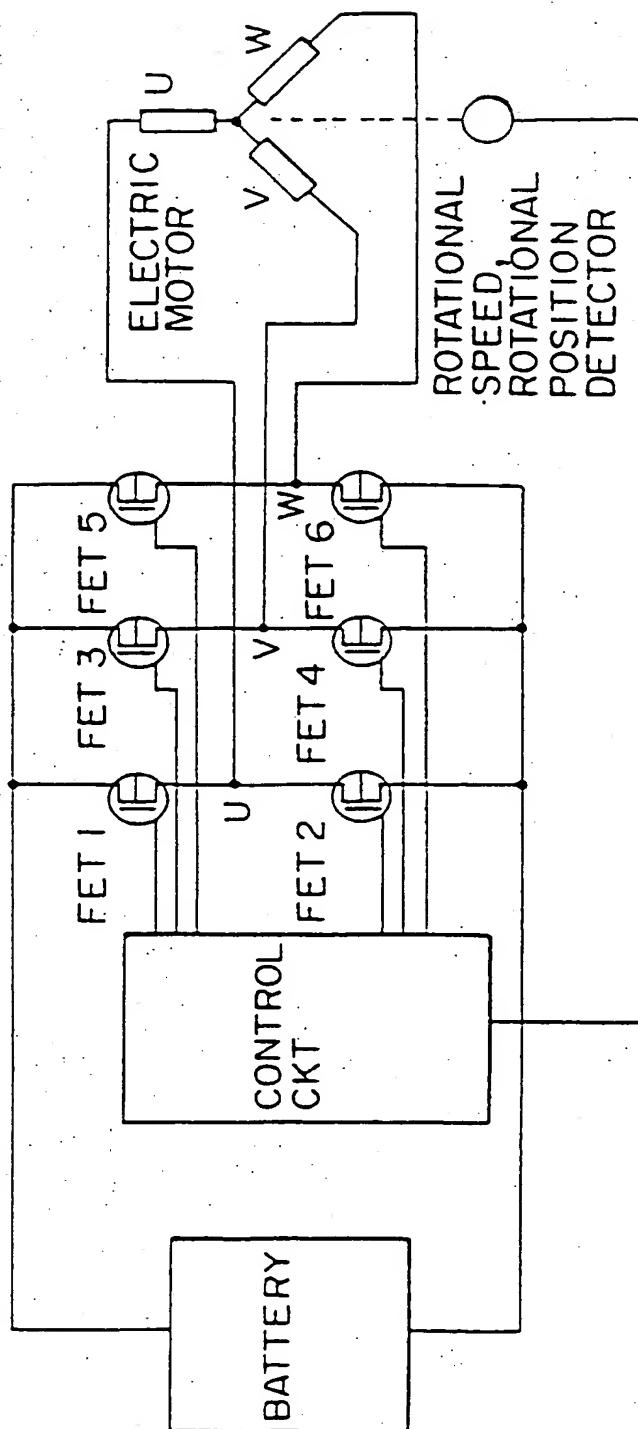 BATTERY
CONTROL
CKT
FET 1
FET 3
FET 5
U
V
W
FET 2
FET 4
FET 6
ELECTRIC
MOTOR
U
V
W
ROTATIONAL
SPEED,
ROTATIONAL
POSITION
DETECTOR